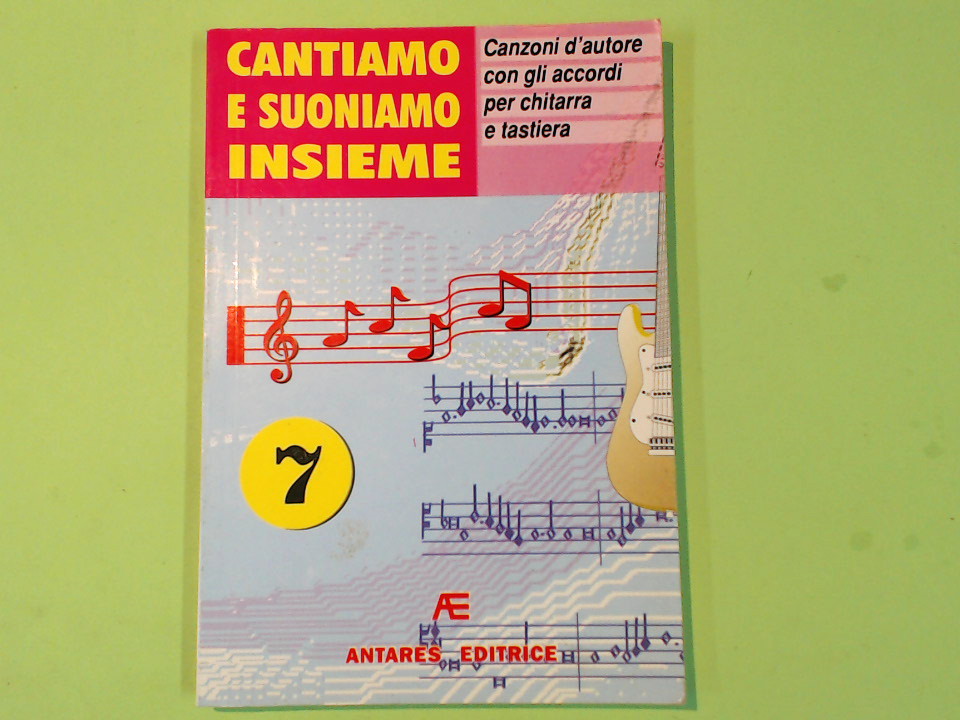 CANTIAMO
E SUONIAMO
INSIEME
Canzoni d'autore
con gli accordi
per chitarra
e tastiera
7
Æ
ANTARES EDITRICE